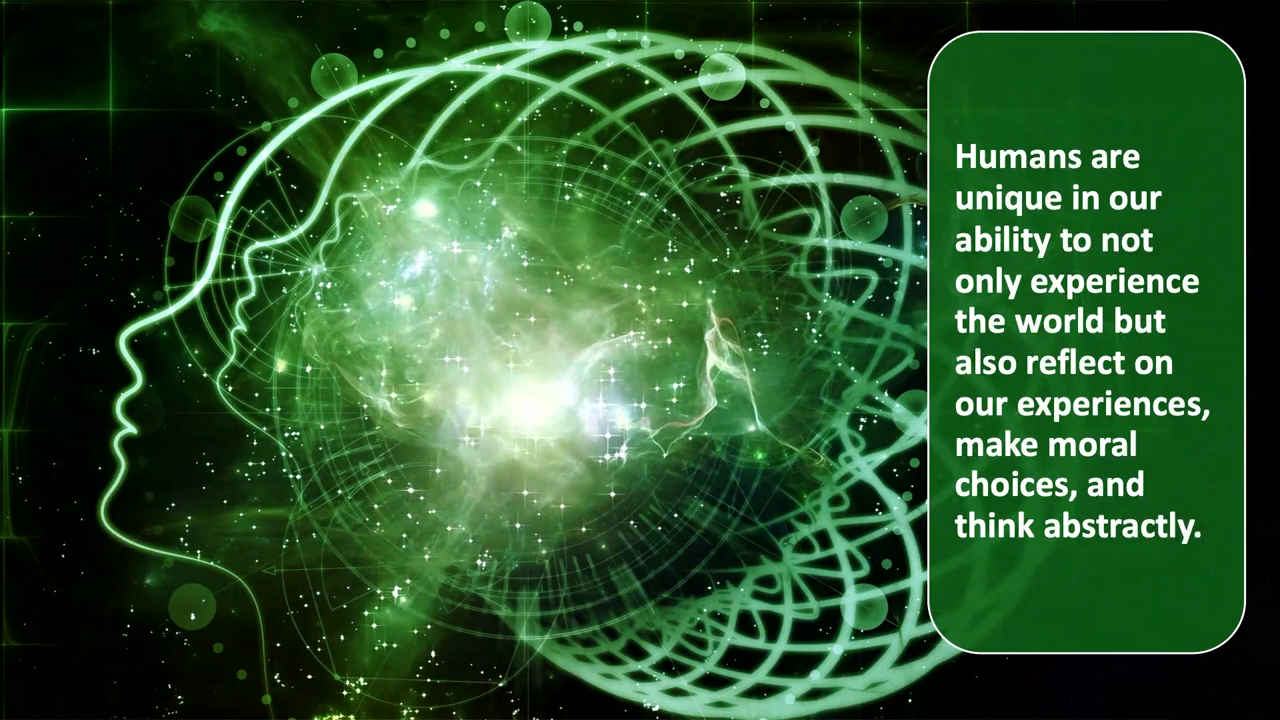 Humans are
unique in our
ability to not
only experience
the world but
also reflect on
our experiences,
make moral
choices, and
think abstractly.